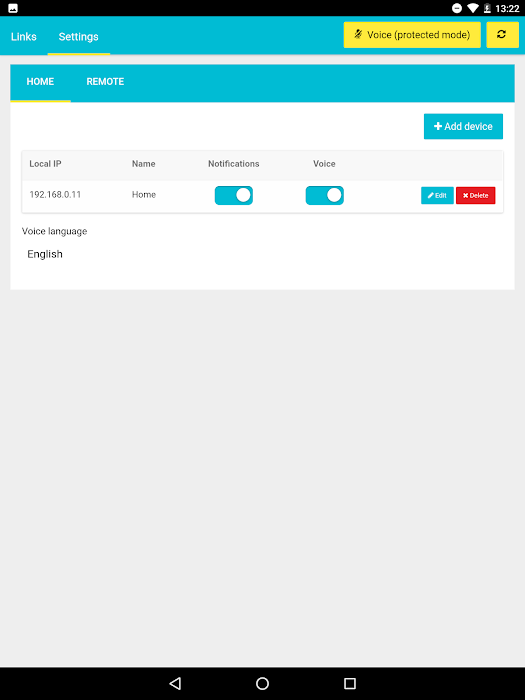 13:22
Links Settings Voice (protected mode)
HOME REMOTE
Add device
Local IP Name Notifications Voice
192.168.0.11 Home Edit Delete
Voice language
English